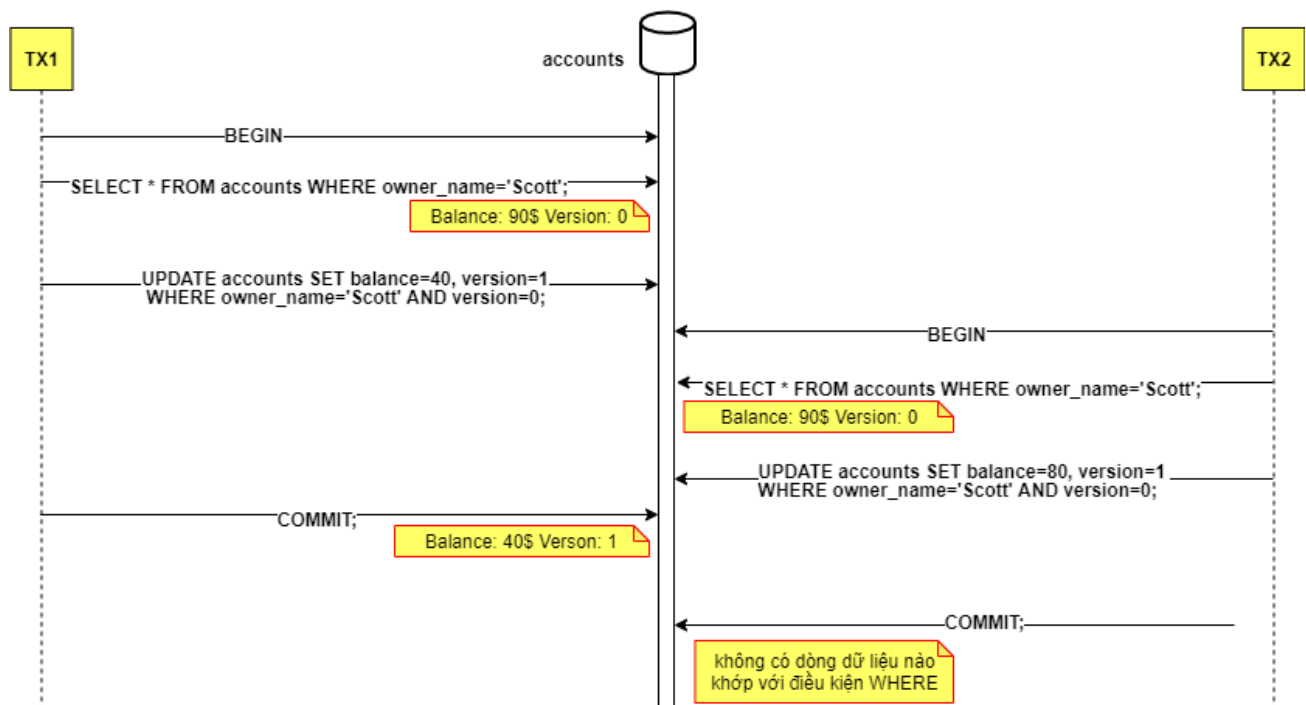 TX1
accounts
TX2
BEGIN
SELECT * FROM accounts WHERE owner_name='Scott';
Balance: 90$ Version: 0
UPDATE accounts SET balance=40, version=1
WHERE owner_name='Scott' AND version=0;
BEGIN
SELECT * FROM accounts WHERE owner_name='Scott';
Balance: 90$ Version: 0
UPDATE accounts SET balance=80, version=1
WHERE owner_name='Scott' AND version=0;
COMMIT;
Balance: 40$ Verson: 1
COMMIT;
không có dòng dữ liệu nào
khớp với điều kiện WHERE